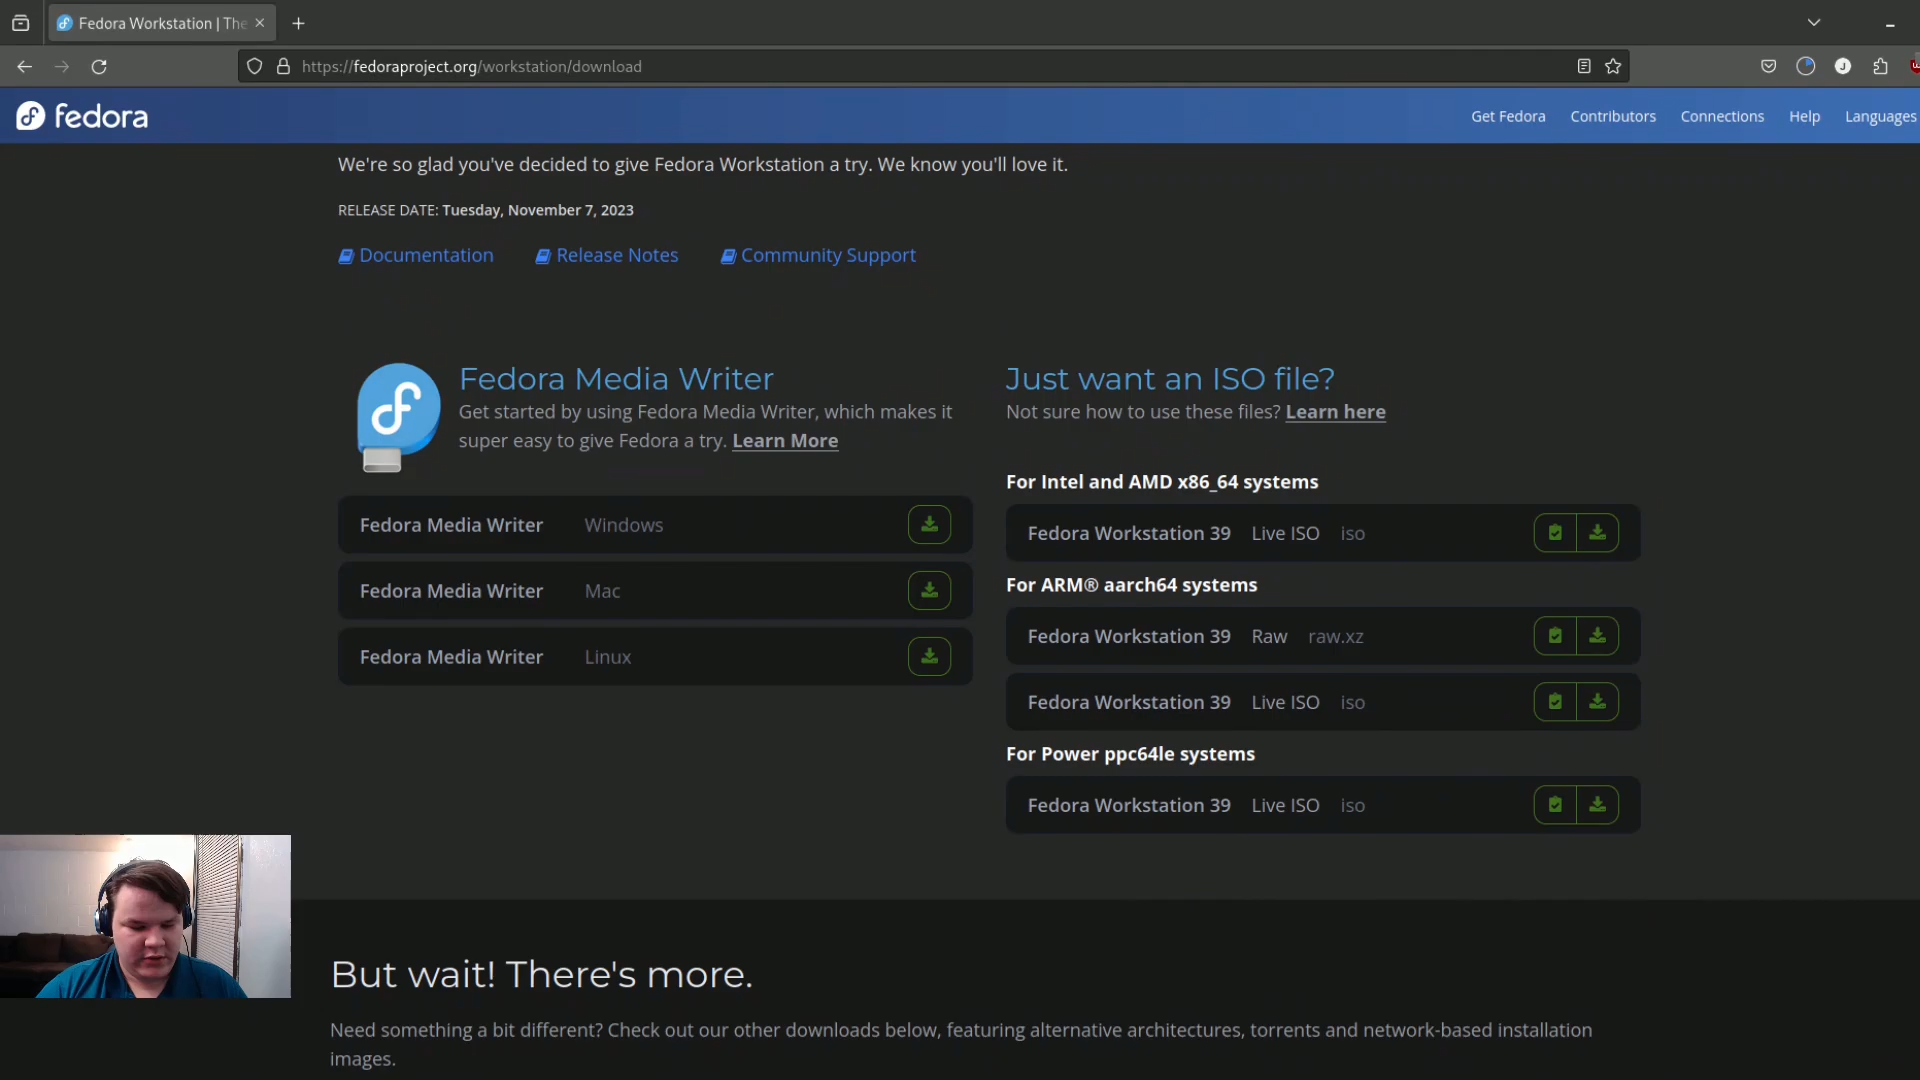 Fedora Workstation | The
https://fedoraproject.org/workstation/download
J
fedora
Get Fedora
Contributors
Connections
Help
Languages
We're so glad you've decided to give Fedora Workstation a try. We know you'll love it.
RELEASE DATE: Tuesday, November 7, 2023
Documentation
Release Notes
Community Support
Fedora Media Writer
Get started by using Fedora Media Writer, which makes it
super easy to give Fedora a try. Learn More
Fedora Media Writer Windows
Fedora Media Writer Mac
Fedora Media Writer Linux
Just want an ISO file?
Not sure how to use these files? Learn here
For Intel and AMD x86_64 systems
Fedora Workstation 39 Live ISO iso
For ARM® aarch64 systems
Fedora Workstation 39 Raw raw.xz
Fedora Workstation 39 Live ISO iso
For Power ppc64le systems
Fedora Workstation 39 Live ISO iso
But wait! There's more.
Need something a bit different? Check out our other downloads below, featuring alternative architectures, torrents and network-based installation
images.